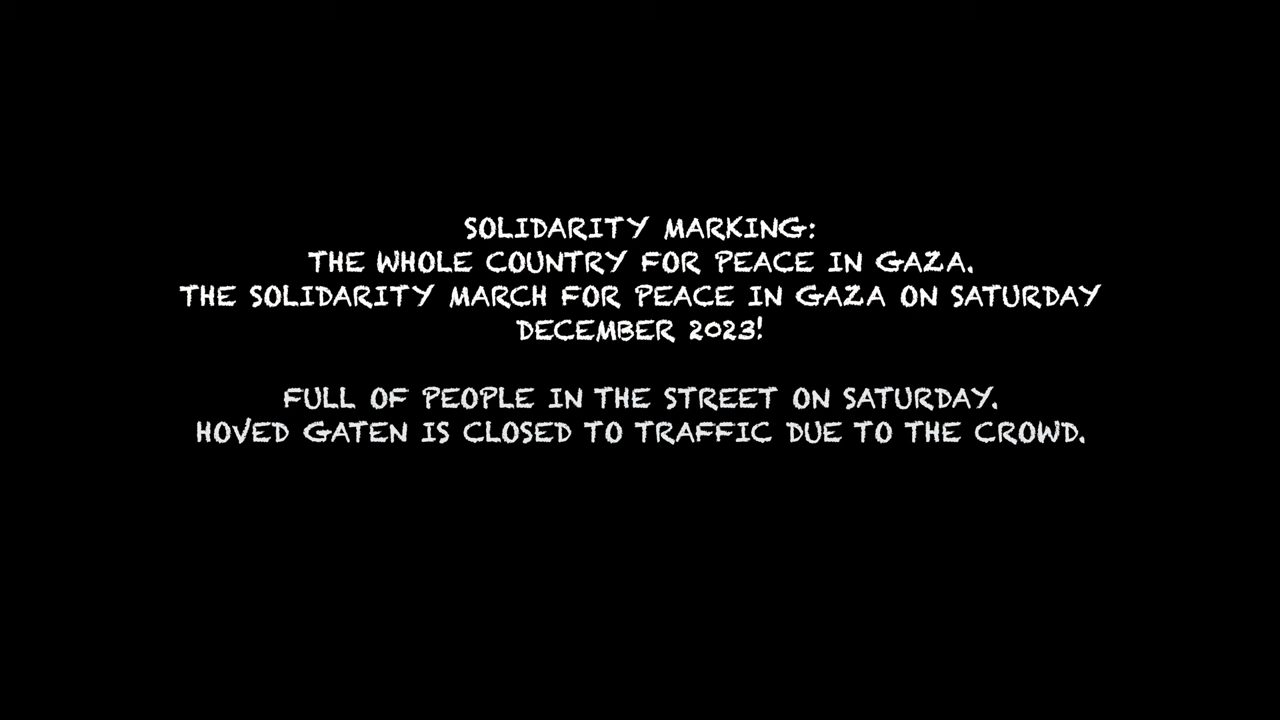 SOLIDARITY MARKING:
THE WHOLE COUNTRY FOR PEACE IN GAZA.
THE SOLIDARITY MARCH FOR PEACE IN GAZA ON SATURDAY
DECEMBER 2023!
FULL OF PEOPLE IN THE STREET ON SATURDAY.
HOVED GATEN IS CLOSED TO TRAFFIC DUE TO THE CROWD.